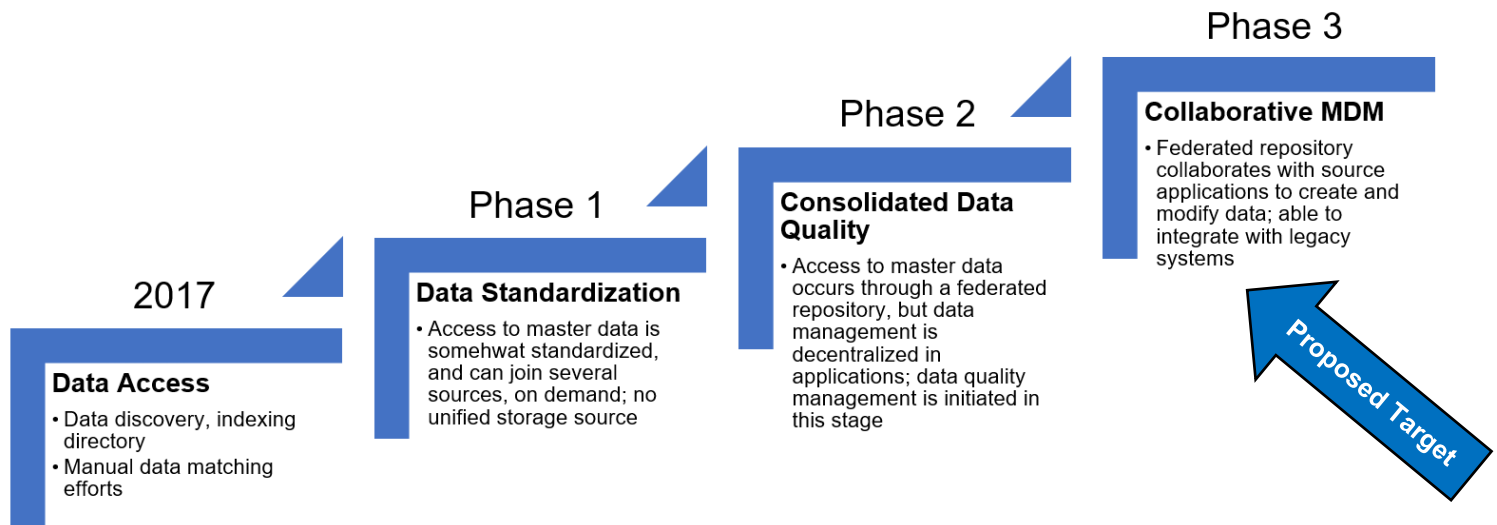 2017
Data Access
• Data discovery, indexing
directory
• Manual data matching
efforts
Phase 1
Data Standardization
• Access to master data is
somehwat standardized,
and can join several
sources, on demand; no
unified storage source
Phase 2
Consolidated Data
Quality
• Access to master data
occurs through a federated
repository, but data
management is
decentralized in
applications; data quality
management is initiated in
this stage
Phase 3
Collaborative MDM
• Federated repository
collaborates with source
applications to create and
modify data; able to
integrate with legacy
systems
Proposed Target